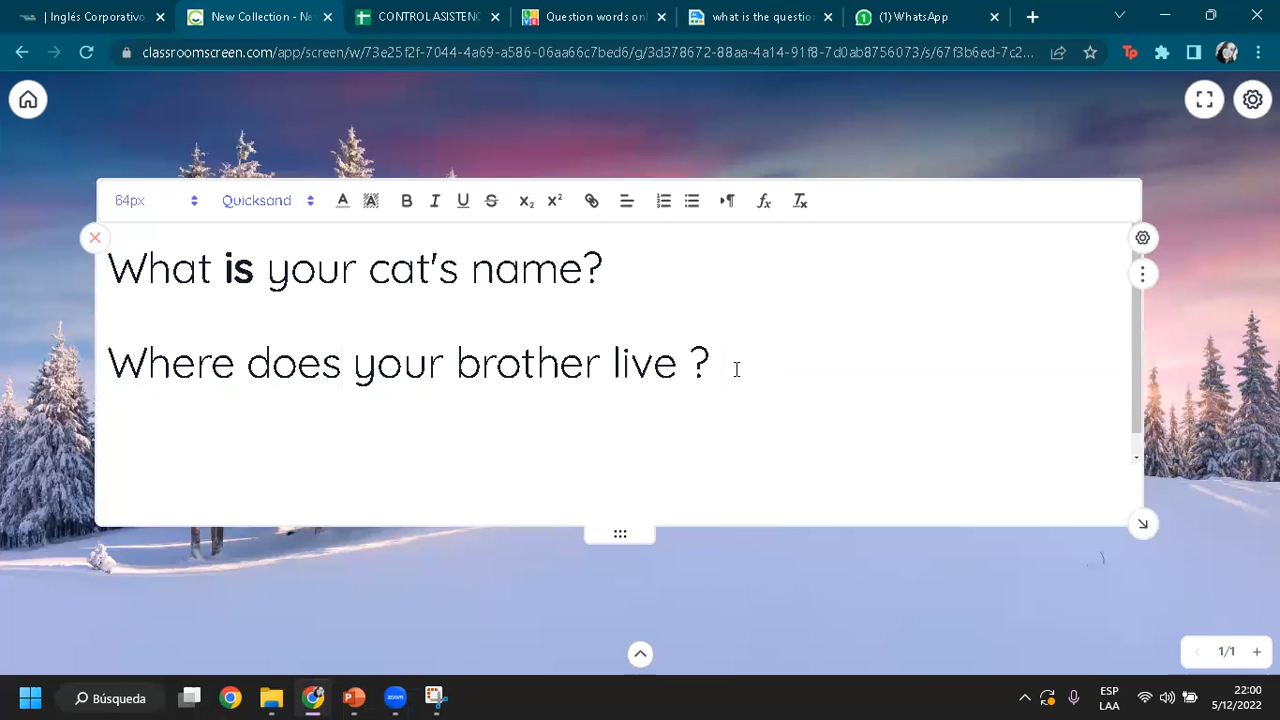 | Inglés Corporativo
New Collection - Ne
CONTROL ASISTENC
Question words onl
what is the questio
(1) WhatsApp
classroomscreen.com/app/screen/w/73e25f2f-7044-4a69-a586-06aa66c7bed6/g/3d378672-88aa-4a14-91f8-7d0ab8756073/s/67f3b6ed-7c2...
64px
Quicksand
What is your cat's name?
Where does your brother live ?
1/1
Búsqueda
ESP
LAA
22:00
5/12/2022